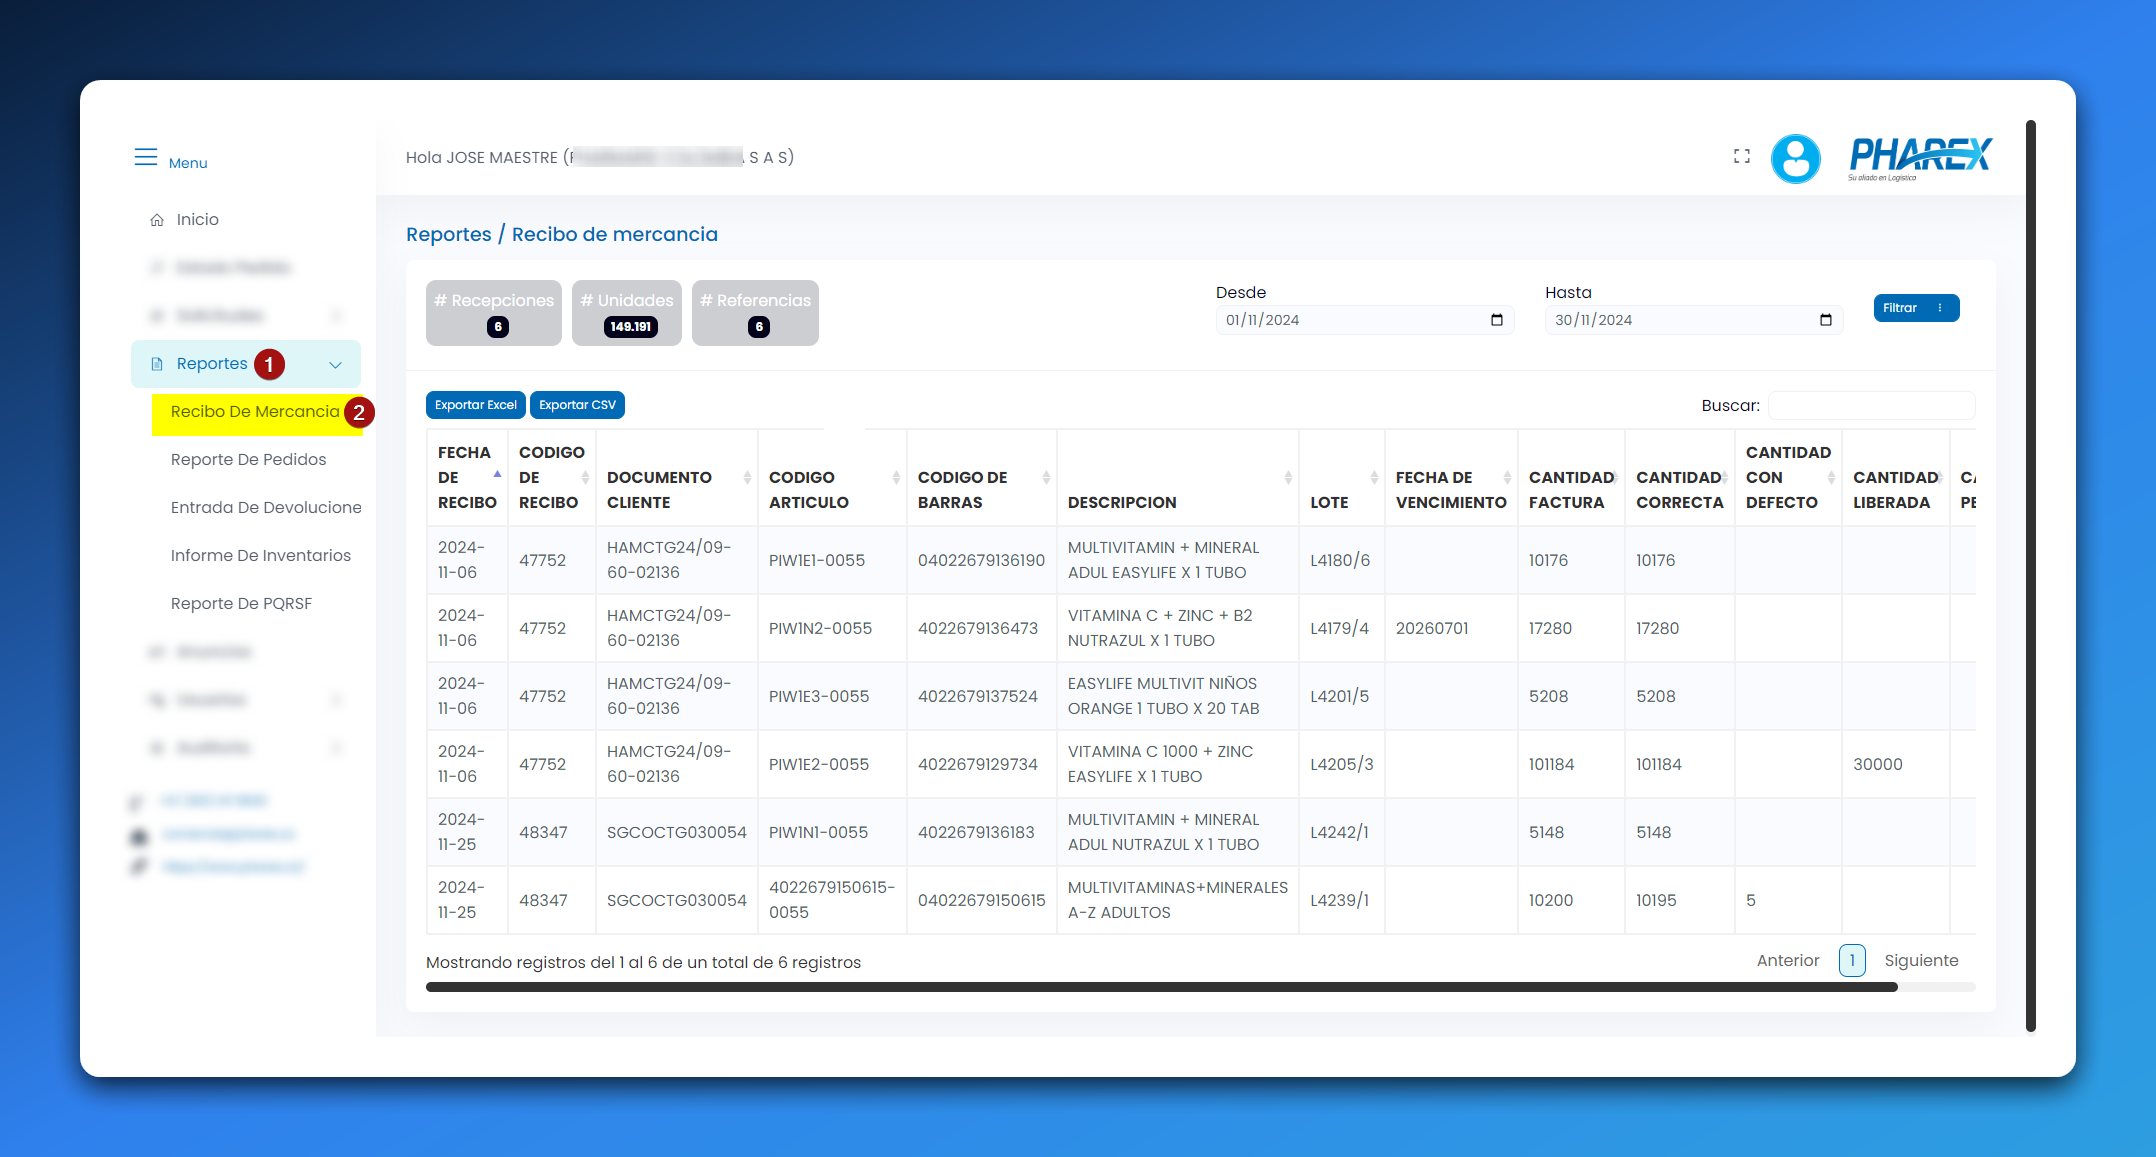 Menu
Hola JOSE MAESTRE (
S A S)
PHAREX
Su aliado en Logística
Inicio
Reportes 1
Recibo De Mercancia 2
Reporte De Pedidos
Entrada De Devolucione
Informe De Inventarios
Reporte De PQRSF
Reportes / Recibo de mercancia
# Recepciones
6
# Unidades
149.191
# Referencias
6
Desde
01/11/2024
Hasta
30/11/2024
Filtrar
Exportar Excel
Exportar CSV
Buscar:
FECHA DE RECIBO CODIGO DE RECIBO DOCUMENTO CLIENTE CODIGO ARTICULO CODIGO DE BARRAS DESCRIPCION LOTE FECHA DE VENCIMIENTO CANTIDAD FACTURA CANTIDAD CORRECTA CANTIDAD CON DEFECTO CANTIDAD LIBERADA
2024-11-06 47752 HAMCTG24/09-60-02136 PIW1E1-0055 04022679136190 MULTIVITAMIN + MINERAL ADUL EASYLIFE X 1 TUBO L4180/6 10176 10176
2024-11-06 47752 HAMCTG24/09-60-02136 PIW1N2-0055 4022679136473 VITAMINA C + ZINC + B2 NUTRAZUL X 1 TUBO L4179/4 20260701 17280 17280
2024-11-06 47752 HAMCTG24/09-60-02136 PIW1E3-0055 4022679137524 EASYLIFE MULTIVIT NIÑOS ORANGE 1 TUBO X 20 TAB L4201/5 5208 5208
2024-11-06 47752 HAMCTG24/09-60-02136 PIW1E2-0055 4022679129734 VITAMINA C 1000 + ZINC EASYLIFE X 1 TUBO L4205/3 101184 101184 30000
2024-11-25 48347 SGCOCTG030054 PIW1N1-0055 4022679136183 MULTIVITAMIN + MINERAL ADUL NUTRAZUL X 1 TUBO L4242/1 5148 5148
2024-11-25 48347 SGCOCTG030054 4022679150615-0055 04022679150615 MULTIVITAMINAS+MINERALES A-Z ADULTOS L4239/1 10200 10195 5
Mostrando registros del 1 al 6 de un total de 6 registros
Anterior 1 Siguiente